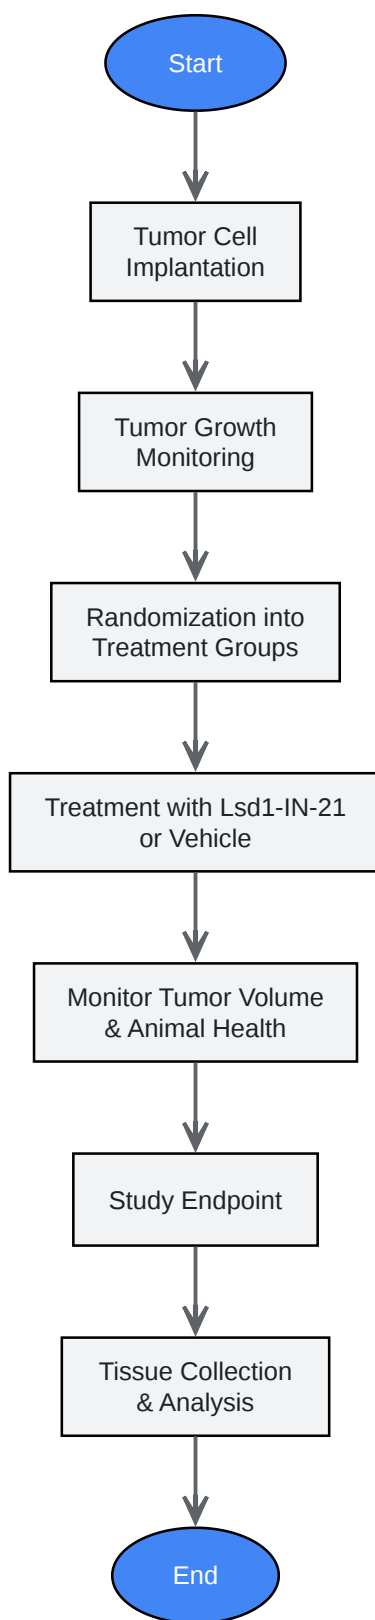 Start
Tumor Cell
Implantation
Tumor Growth
Monitoring
Randomization into
Treatment Groups
Treatment with Lsd1-IN-21
or Vehicle
Monitor Tumor Volume
& Animal Health
Study Endpoint
Tissue Collection
& Analysis
End